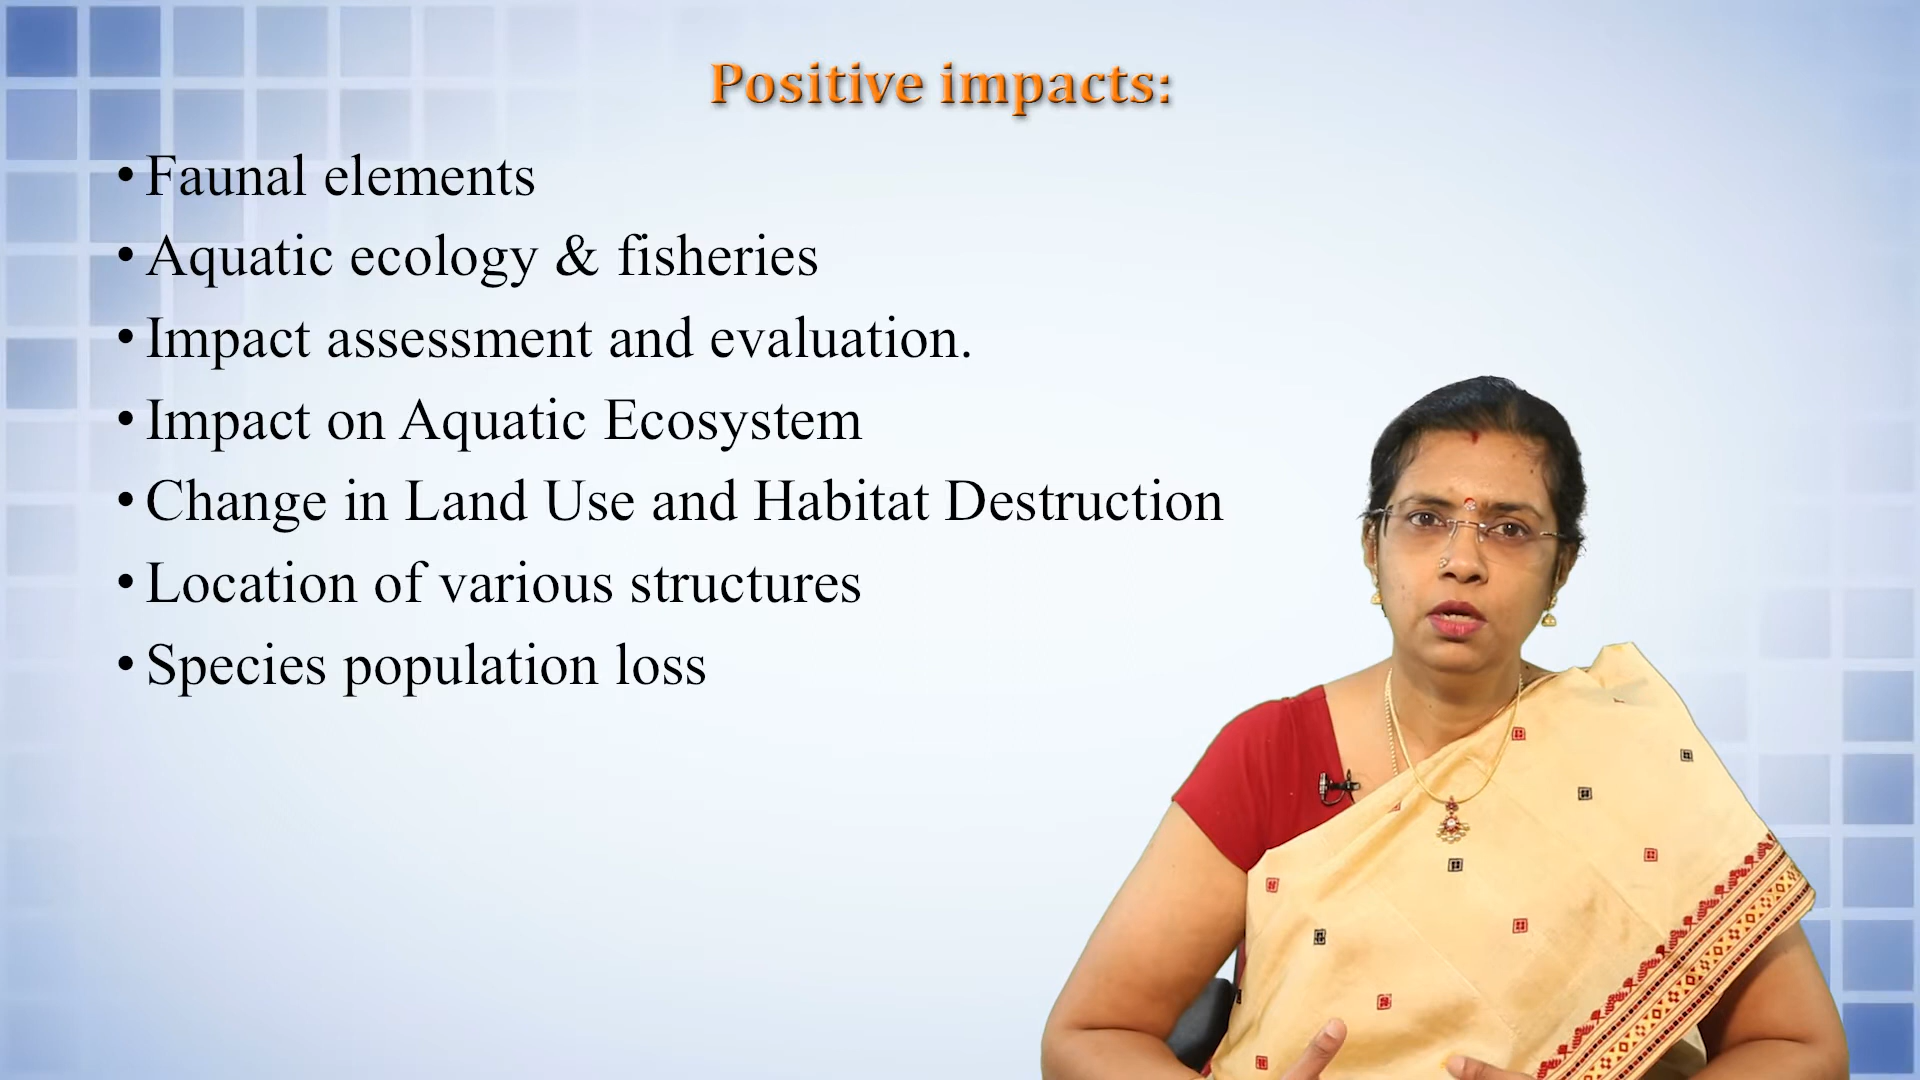 Positive impacts:
• Faunal elements
• Aquatic ecology & fisheries
• Impact assessment and evaluation.
• Impact on Aquatic Ecosystem
• Change in Land Use and Habitat Destruction
• Location of various structures
• Species population loss